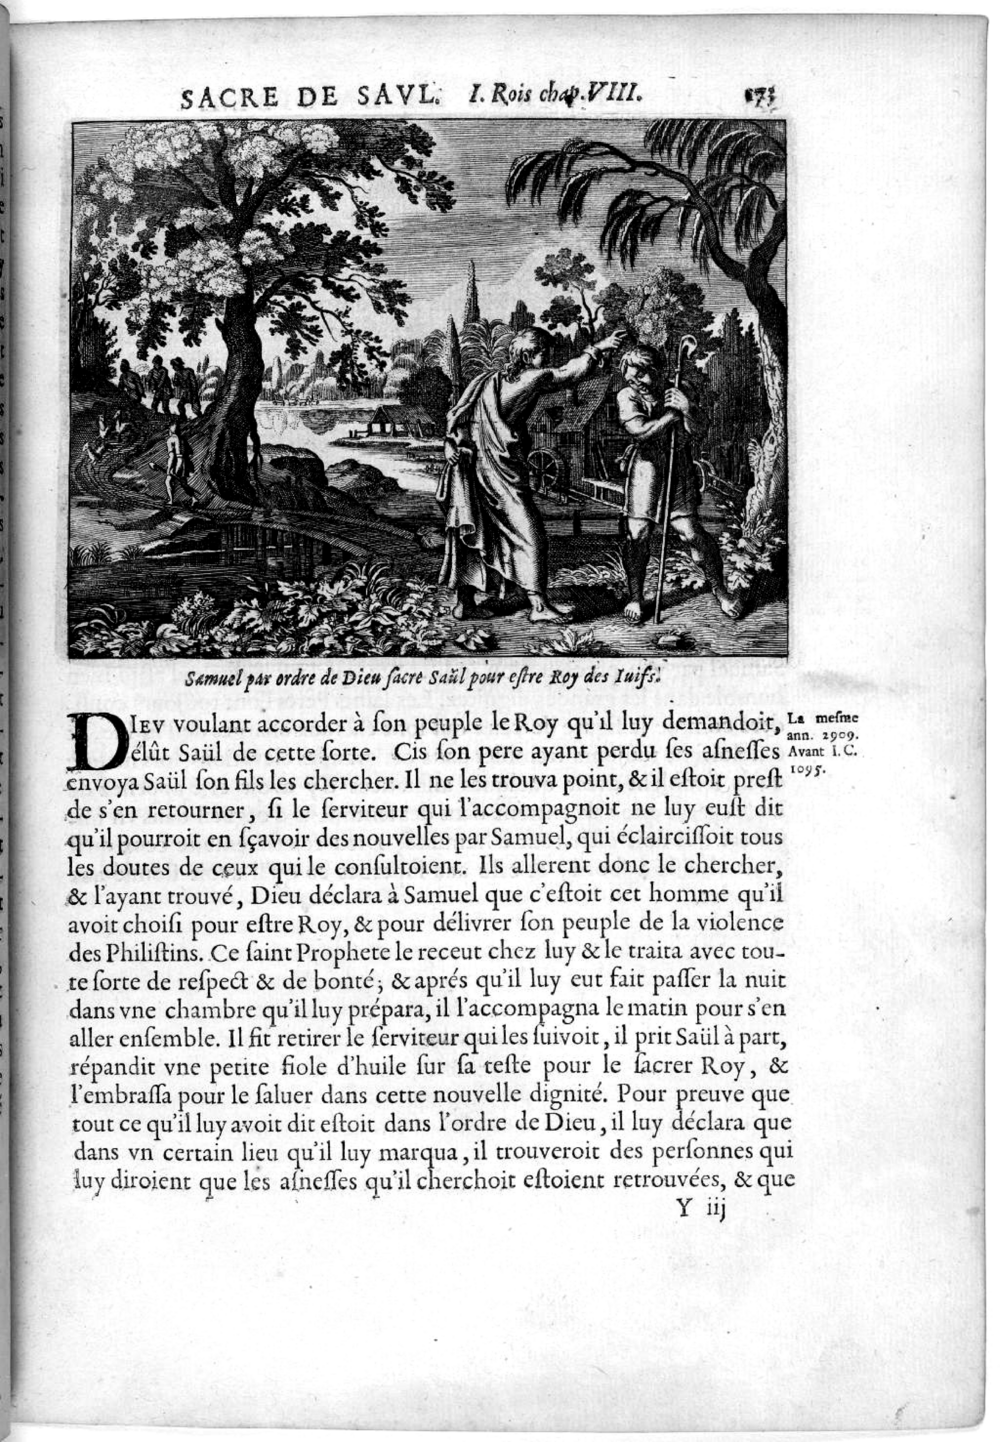 SACRE DE SAVL. I. Rois chap. VIII. 173
Samuel par ordre de Dieu ſacre Saül pour eſtre Roy des Iuifs.
DIEV voulant accorder à ſon peuple le Roy qu'il luy demandoit,
élût Saül de cette ſorte. Cis ſon pere ayant perdu ſes aſneſſes
envoya Saül ſon fils les chercher. Il ne les trouva point, & il eſtoit preſt
de s'en retourner, ſi le ſerviteur qui l'accompagnoit ne luy euſt dit
qu'il pourroit en ſçavoir des nouvelles par Samuel, qui éclairciſſoit tous
les doutes de ceux qui le conſultoient. Ils allerent donc le chercher,
& l'ayant trouvé, Dieu déclara à Samuel que c'eſtoit cet homme qu'il
avoit choiſi pour eſtre Roy, & pour délivrer ſon peuple de la violence
des Philiſtins. Ce ſaint Prophete le receut chez luy & le traita avec tou-
te ſorte de reſpect & de bonté; & aprés qu'il luy eut fait paſſer la nuit
dans vne chambre qu'il luy prépara, il l'accompagna le matin pour s'en
aller enſemble. Il fit retirer le ſerviteur qui les ſuivoit, il prit Saül à part,
répandit vne petite fiole d'huile ſur ſa teſte pour le ſacrer Roy, &
l'embraſſa pour le ſaluer dans cette nouvelle dignité. Pour preuve que
tout ce qu'il luy avoit dit eſtoit dans l'ordre de Dieu, il luy déclara que
dans vn certain lieu qu'il luy marqua, il trouveroit des perſonnes qui
luy diroient que les aſneſſes qu'il cherchoit eſtoient retrouvées, & que
La meſme
ann. 2909.
Avant I. C.
1095.
Y iij